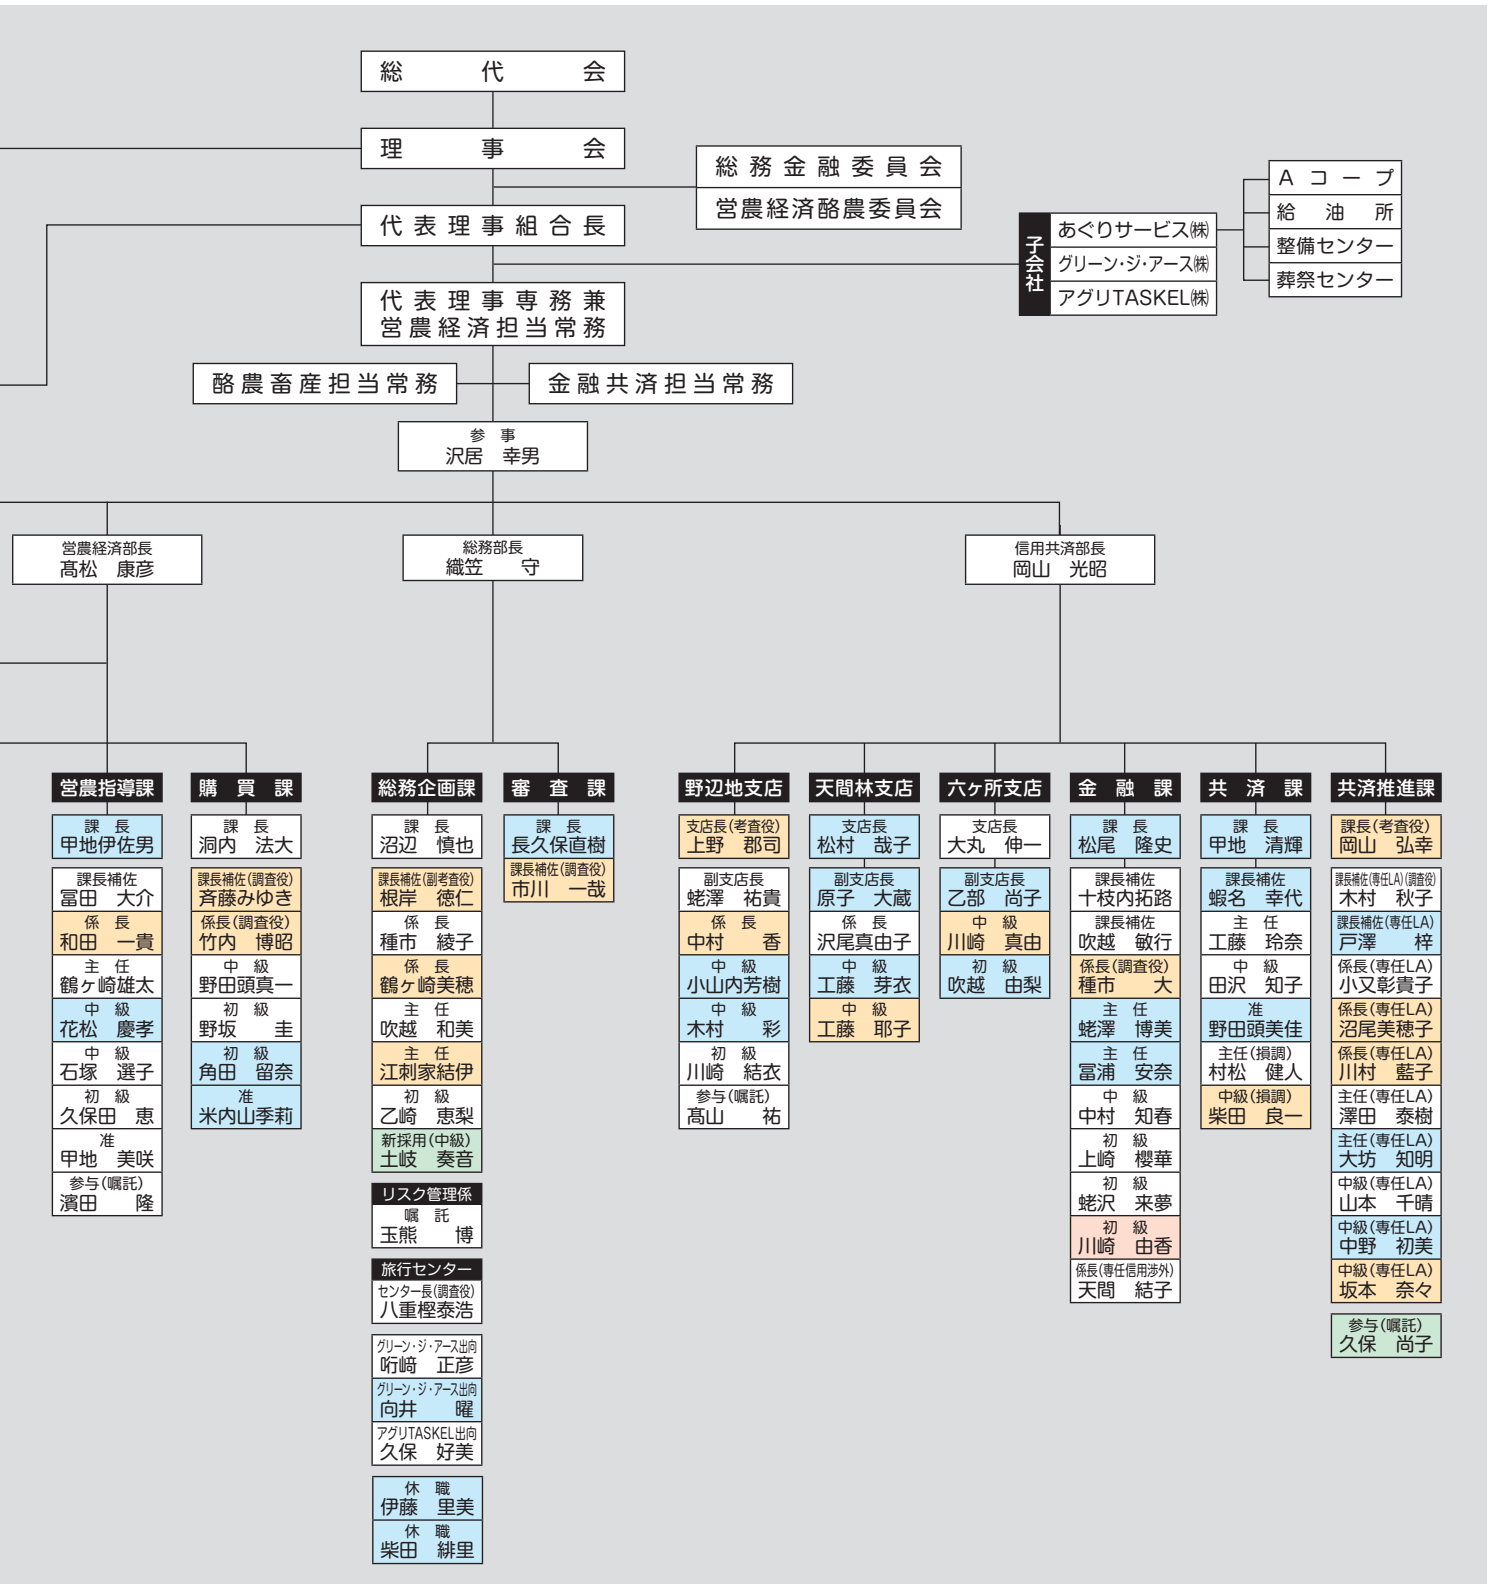 総代会
理事会
総務金融委員会
営農経済酪農委員会
代表理事組合長
子会社
あぐりサービス㈱
グリーン・ジ・アース㈱
アグリTASKEL㈱
Aコープ
給油所
整備センター
葬祭センター
代表理事専務兼
営農経済担当常務
酪農畜産担当常務
金融共済担当常務
参事
沢居 幸男
営農経済部長
髙松 康彦
総務部長
織笠 守
信用共済部長
岡山 光昭
営農指導課
課長
甲地伊佐男
課長補佐
冨田 大介
係長
和田 一貴
主任
鶴ヶ崎雄太
中級
花松 慶孝
中級
石塚 選子
初級
久保田 恵
准
甲地 美咲
参与(嘱託)
濱田 隆
購買課
課長
洞内 法大
課長補佐(調査役)
斉藤みゆき
係長(調査役)
竹内 博昭
中級
野田頭真一
初級
野坂 圭
初級
角田 留奈
准
米内山季莉
総務企画課
課長
沼辺 慎也
課長補佐(副考査役)
根岸 徳仁
係長
種市 綾子
係長
鶴ヶ崎美穂
主任
吹越 和美
主任
江刺家結伊
初級
乙崎 恵梨
新採用(中級)
土岐 奏音
リスク管理係
嘱託
玉熊 博
旅行センター
センター長(調査役)
八重樫泰浩
グリーン・ジ・アース出向
哘﨑 正彦
グリーン・ジ・アース出向
向井 曜
アグリTASKEL出向
久保 好美
休職
伊藤 里美
休職
柴田 緋里
審査課
課長
長久保直樹
課長補佐(調査役)
市川 一哉
野辺地支店
支店長(考査役)
上野 郡司
副支店長
蛯澤 祐貴
係長
中村 香
中級
小山内芳樹
中級
木村 彩
初級
川崎 結衣
参与(嘱託)
髙山 祐
天間林支店
支店長
松村 哉子
副支店長
原子 大蔵
係長
沢尾真由子
中級
工藤 芽衣
中級
工藤 耶子
六ヶ所支店
支店長
大丸 伸一
副支店長
乙部 尚子
中級
川崎 真由
初級
吹越 由梨
金融課
課長
松尾 隆史
課長補佐
十枝内拓路
課長補佐
吹越 敏行
係長(調査役)
種市 大
主任
蛯澤 博美
主任
冨浦 安奈
中級
中村 知春
初級
上崎 櫻華
初級
蛯沢 来夢
初級
川崎 由香
係長(専任信用渉外)
天間 結子
共済課
課長
甲地 清輝
課長補佐
蝦名 幸代
主任
工藤 玲奈
中級
田沢 知子
准
野田頭美佳
主任(損調)
村松 健人
中級(損調)
柴田 良一
共済推進課
課長(考査役)
岡山 弘幸
課長補佐(専任LA)(調査役)
木村 秋子
課長補佐(専任LA)
戸澤 梓
係長(専任LA)
小又彰貴子
係長(専任LA)
沼尾美穂子
係長(専任LA)
川村 藍子
主任(専任LA)
澤田 泰樹
主任(専任LA)
大坊 知明
中級(専任LA)
山本 千晴
中級(専任LA)
中野 初美
中級(専任LA)
坂本 奈々
参与(嘱託)
久保 尚子